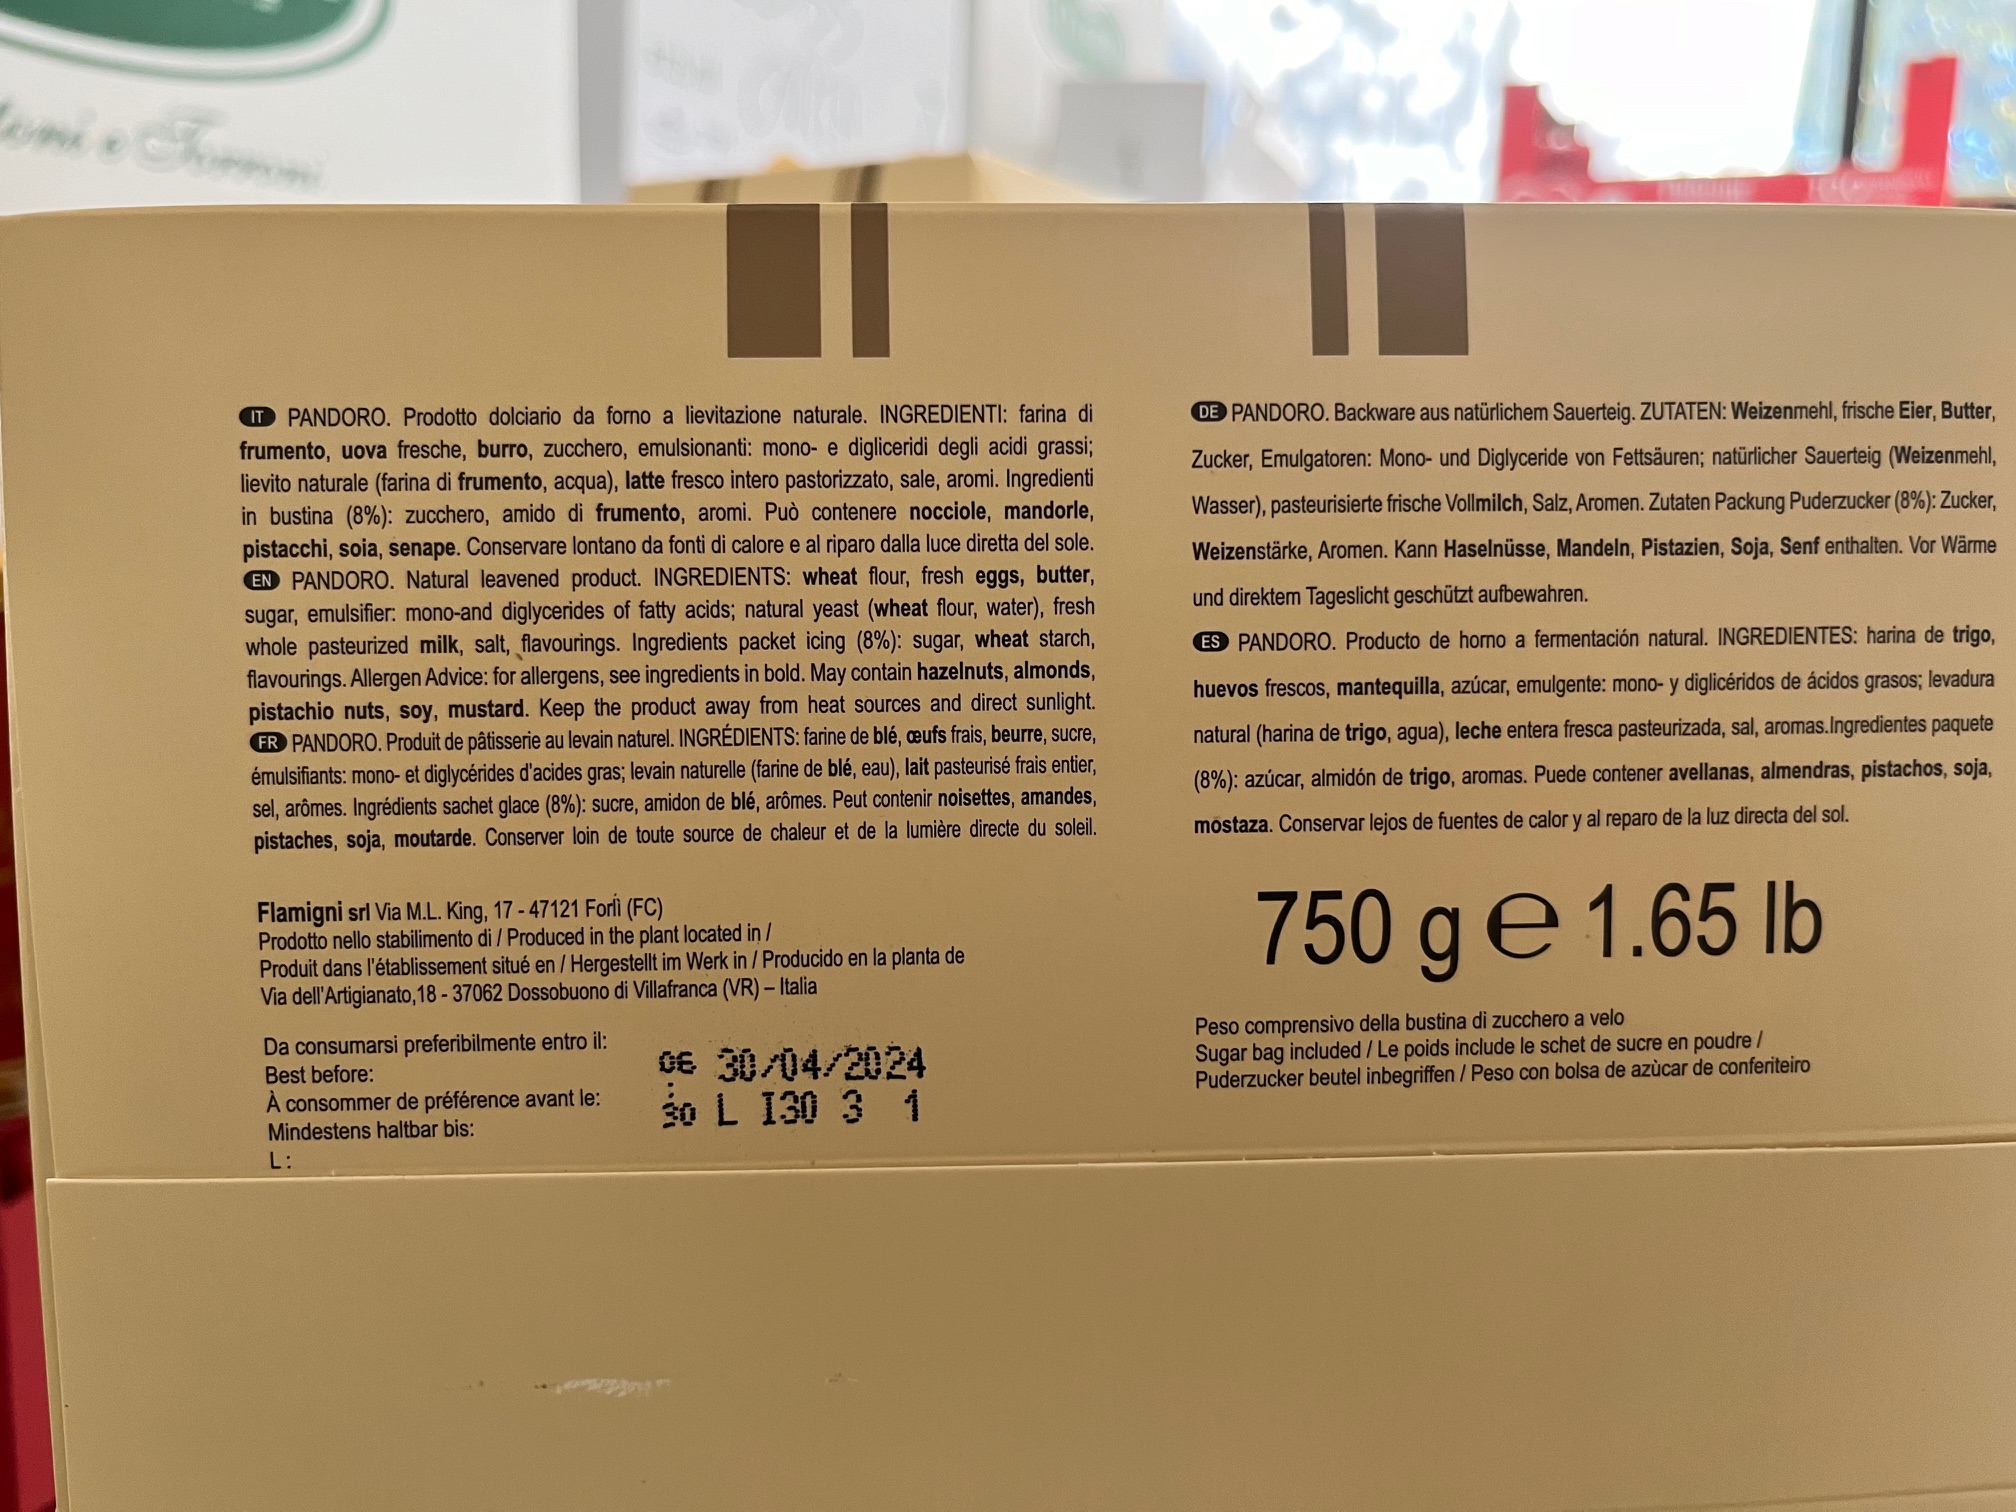 IT PANDORO. Prodotto dolciario da forno a lievitazione naturale. INGREDIENTI: farina di
frumento, uova fresche, burro, zucchero, emulsionanti: mono- e digliceridi degli acidi grassi;
lievito naturale (farina di frumento, acqua), latte fresco intero pastorizzato, sale, aromi. Ingredienti
in bustina (8%): zucchero, amido di frumento, aromi. Può contenere nocciole, mandorle,
pistacchi, soia, senape. Conservare lontano da fonti di calore e al riparo dalla luce diretta del sole.
EN PANDORO. Natural leavened product. INGREDIENTS: wheat flour, fresh eggs, butter,
sugar, emulsifier: mono-and diglycerides of fatty acids; natural yeast (wheat flour, water), fresh
whole pasteurized milk, salt, flavourings. Ingredients packet icing (8%): sugar, wheat starch,
flavourings. Allergen Advice: for allergens, see ingredients in bold. May contain hazelnuts, almonds,
pistachio nuts, soy, mustard. Keep the product away from heat sources and direct sunlight.
FR PANDORO. Produit de pâtisserie au levain naturel. INGRÉDIENTS: farine de blé, œufs frais, beurre, sucre,
émulsifiants: mono- et diglycérides d'acides gras; levain naturelle (farine de blé, eau), lait pasteurisé frais entier,
sel, arômes. Ingrédients sachet glace (8%): sucre, amidon de blé, arômes. Peut contenir noisettes, amandes,
pistaches, soja, moutarde. Conserver loin de toute source de chaleur et de la lumière directe du soleil.
Flamigni srl Via M.L. King, 17 - 47121 Forlì (FC)
Prodotto nello stabilimento di / Produced in the plant located in /
Produit dans l'établissement situé en / Hergestellt im Werk in / Producido en la planta de
Via dell'Artigianato,18 - 37062 Dossobuono di Villafranca (VR) – Italia
Da consumarsi preferibilmente entro il:
Best before:
À consommer de préférence avant le:
Mindestens haltbar bis:
L:
06 30/04/2024
:30 L I30 3 1
DE PANDORO. Backware aus natürlichem Sauerteig. ZUTATEN: Weizenmehl, frische Eier, Butter,
Zucker, Emulgatoren: Mono- und Diglyceride von Fettsäuren; natürlicher Sauerteig (Weizenmehl,
Wasser), pasteurisierte frische Vollmilch, Salz, Aromen. Zutaten Packung Puderzucker (8%): Zucker,
Weizenstärke, Aromen. Kann Haselnüsse, Mandeln, Pistazien, Soja, Senf enthalten. Vor Wärme
und direktem Tageslicht geschützt aufbewahren.
ES PANDORO. Producto de horno a fermentación natural. INGREDIENTES: harina de trigo,
huevos frescos, mantequilla, azúcar, emulgente: mono- y diglicéridos de ácidos grasos; levadura
natural (harina de trigo, agua), leche entera fresca pasteurizada, sal, aromas.Ingredientes paquete
(8%): azúcar, almidón de trigo, aromas. Puede contener avellanas, almendras, pistachos, soja,
mostaza. Conservar lejos de fuentes de calor y al reparo de la luz directa del sol.
750 g e 1.65 lb
Peso comprensivo della bustina di zucchero a velo
Sugar bag included / Le poids include le schet de sucre en poudre /
Puderzucker beutel inbegriffen / Peso con bolsa de azùcar de conferiteiro